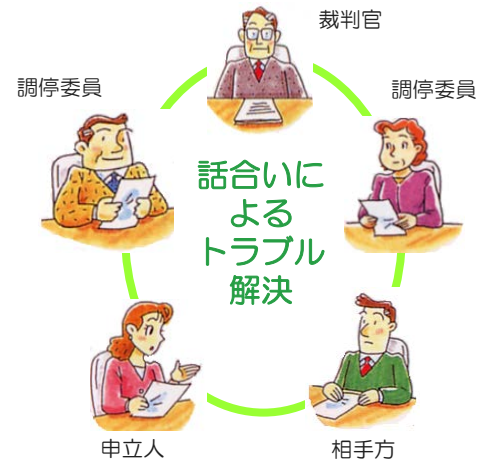 裁判官
調停委員
調停委員
話合いに
よる
トラブル
解決
申立人
相手方